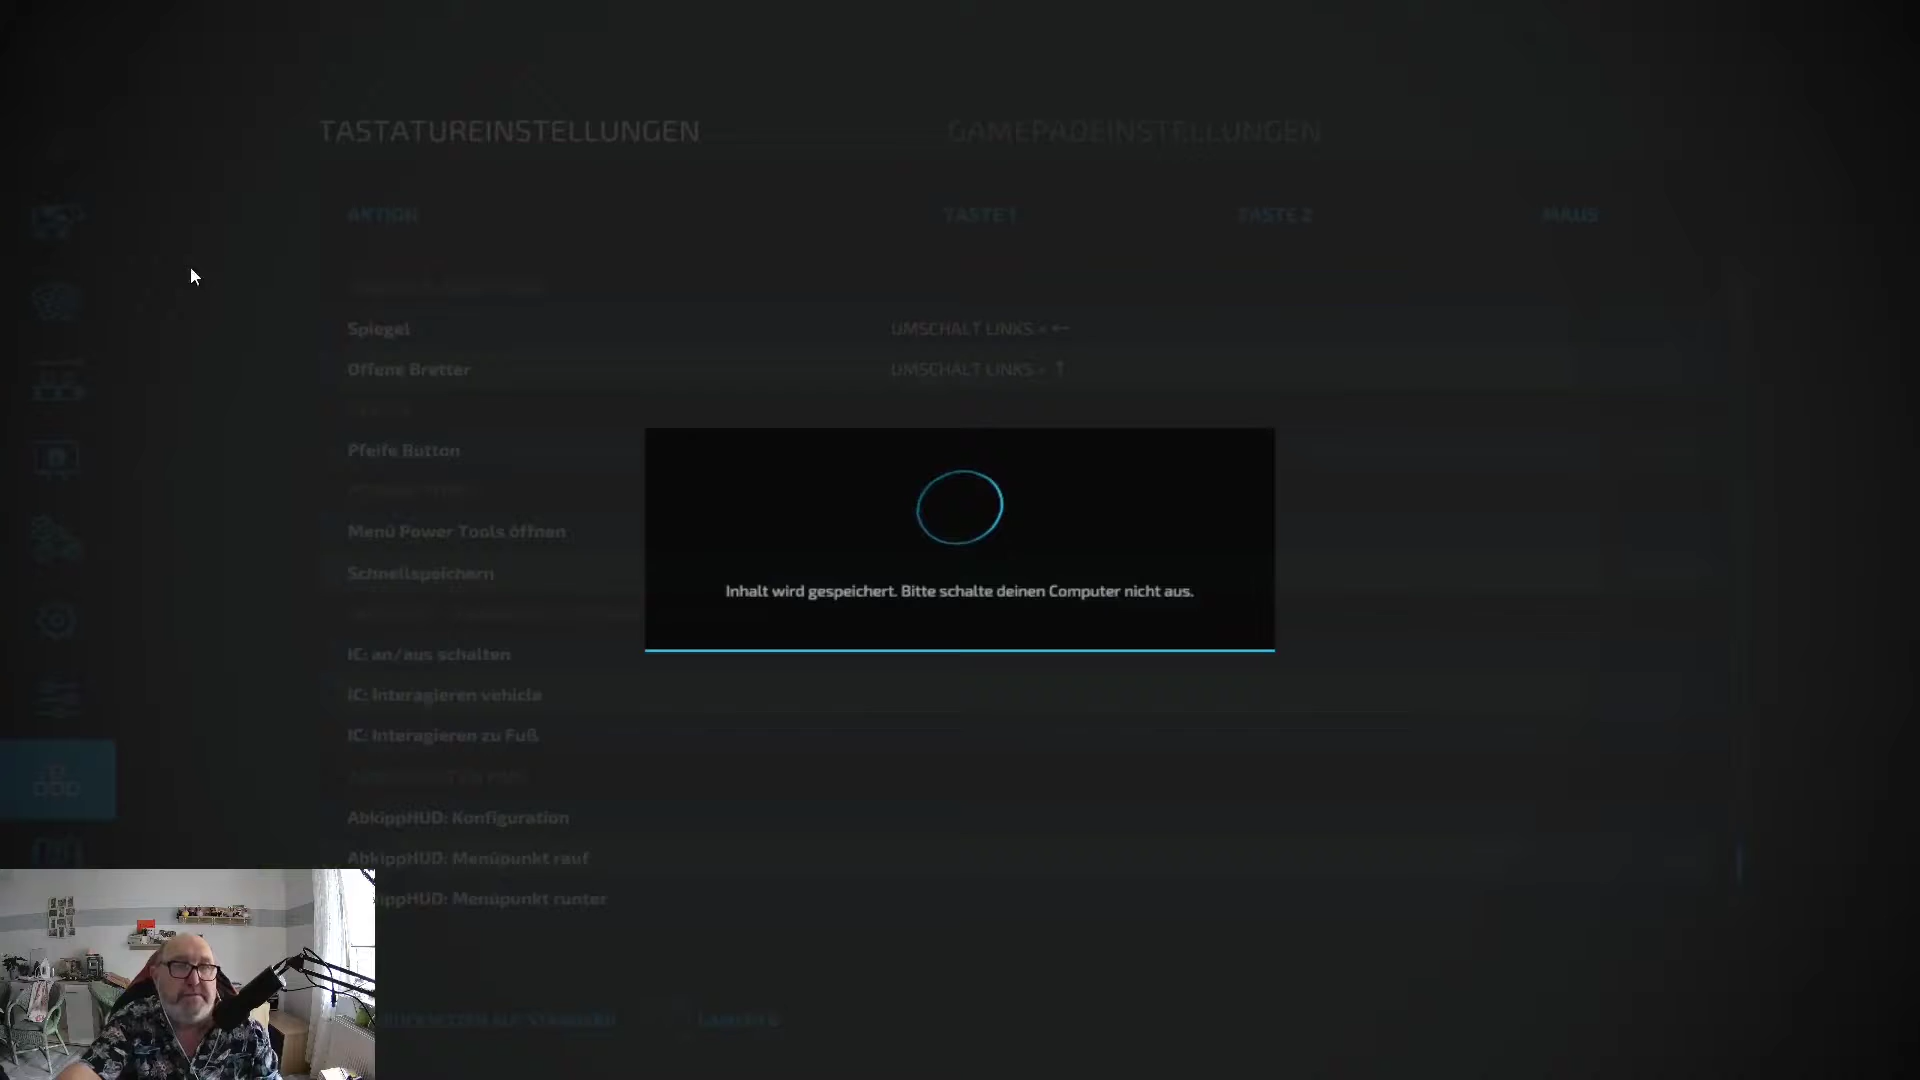 TASTATUREINSTELLUNGEN GAMEPADEINSTELLUNGEN
AKTION TASTE 1 TASTE 2 MAUS
Spiegel UMSCHALT LINKS + ←
Offene Bretter UMSCHALT LINKS + ↑
Pfeife Button
Menü Power Tools öffnen
Schnellspeichern
Inhalt wird gespeichert. Bitte schalte deinen Computer nicht aus.
IC: an/aus schalten
IC: Interagieren vehicle
IC: Interagieren zu Fuß
AbkippHUD: Konfiguration
AbkippHUD: Menüpunkt rauf
ippHUD: Menüpunkt runter